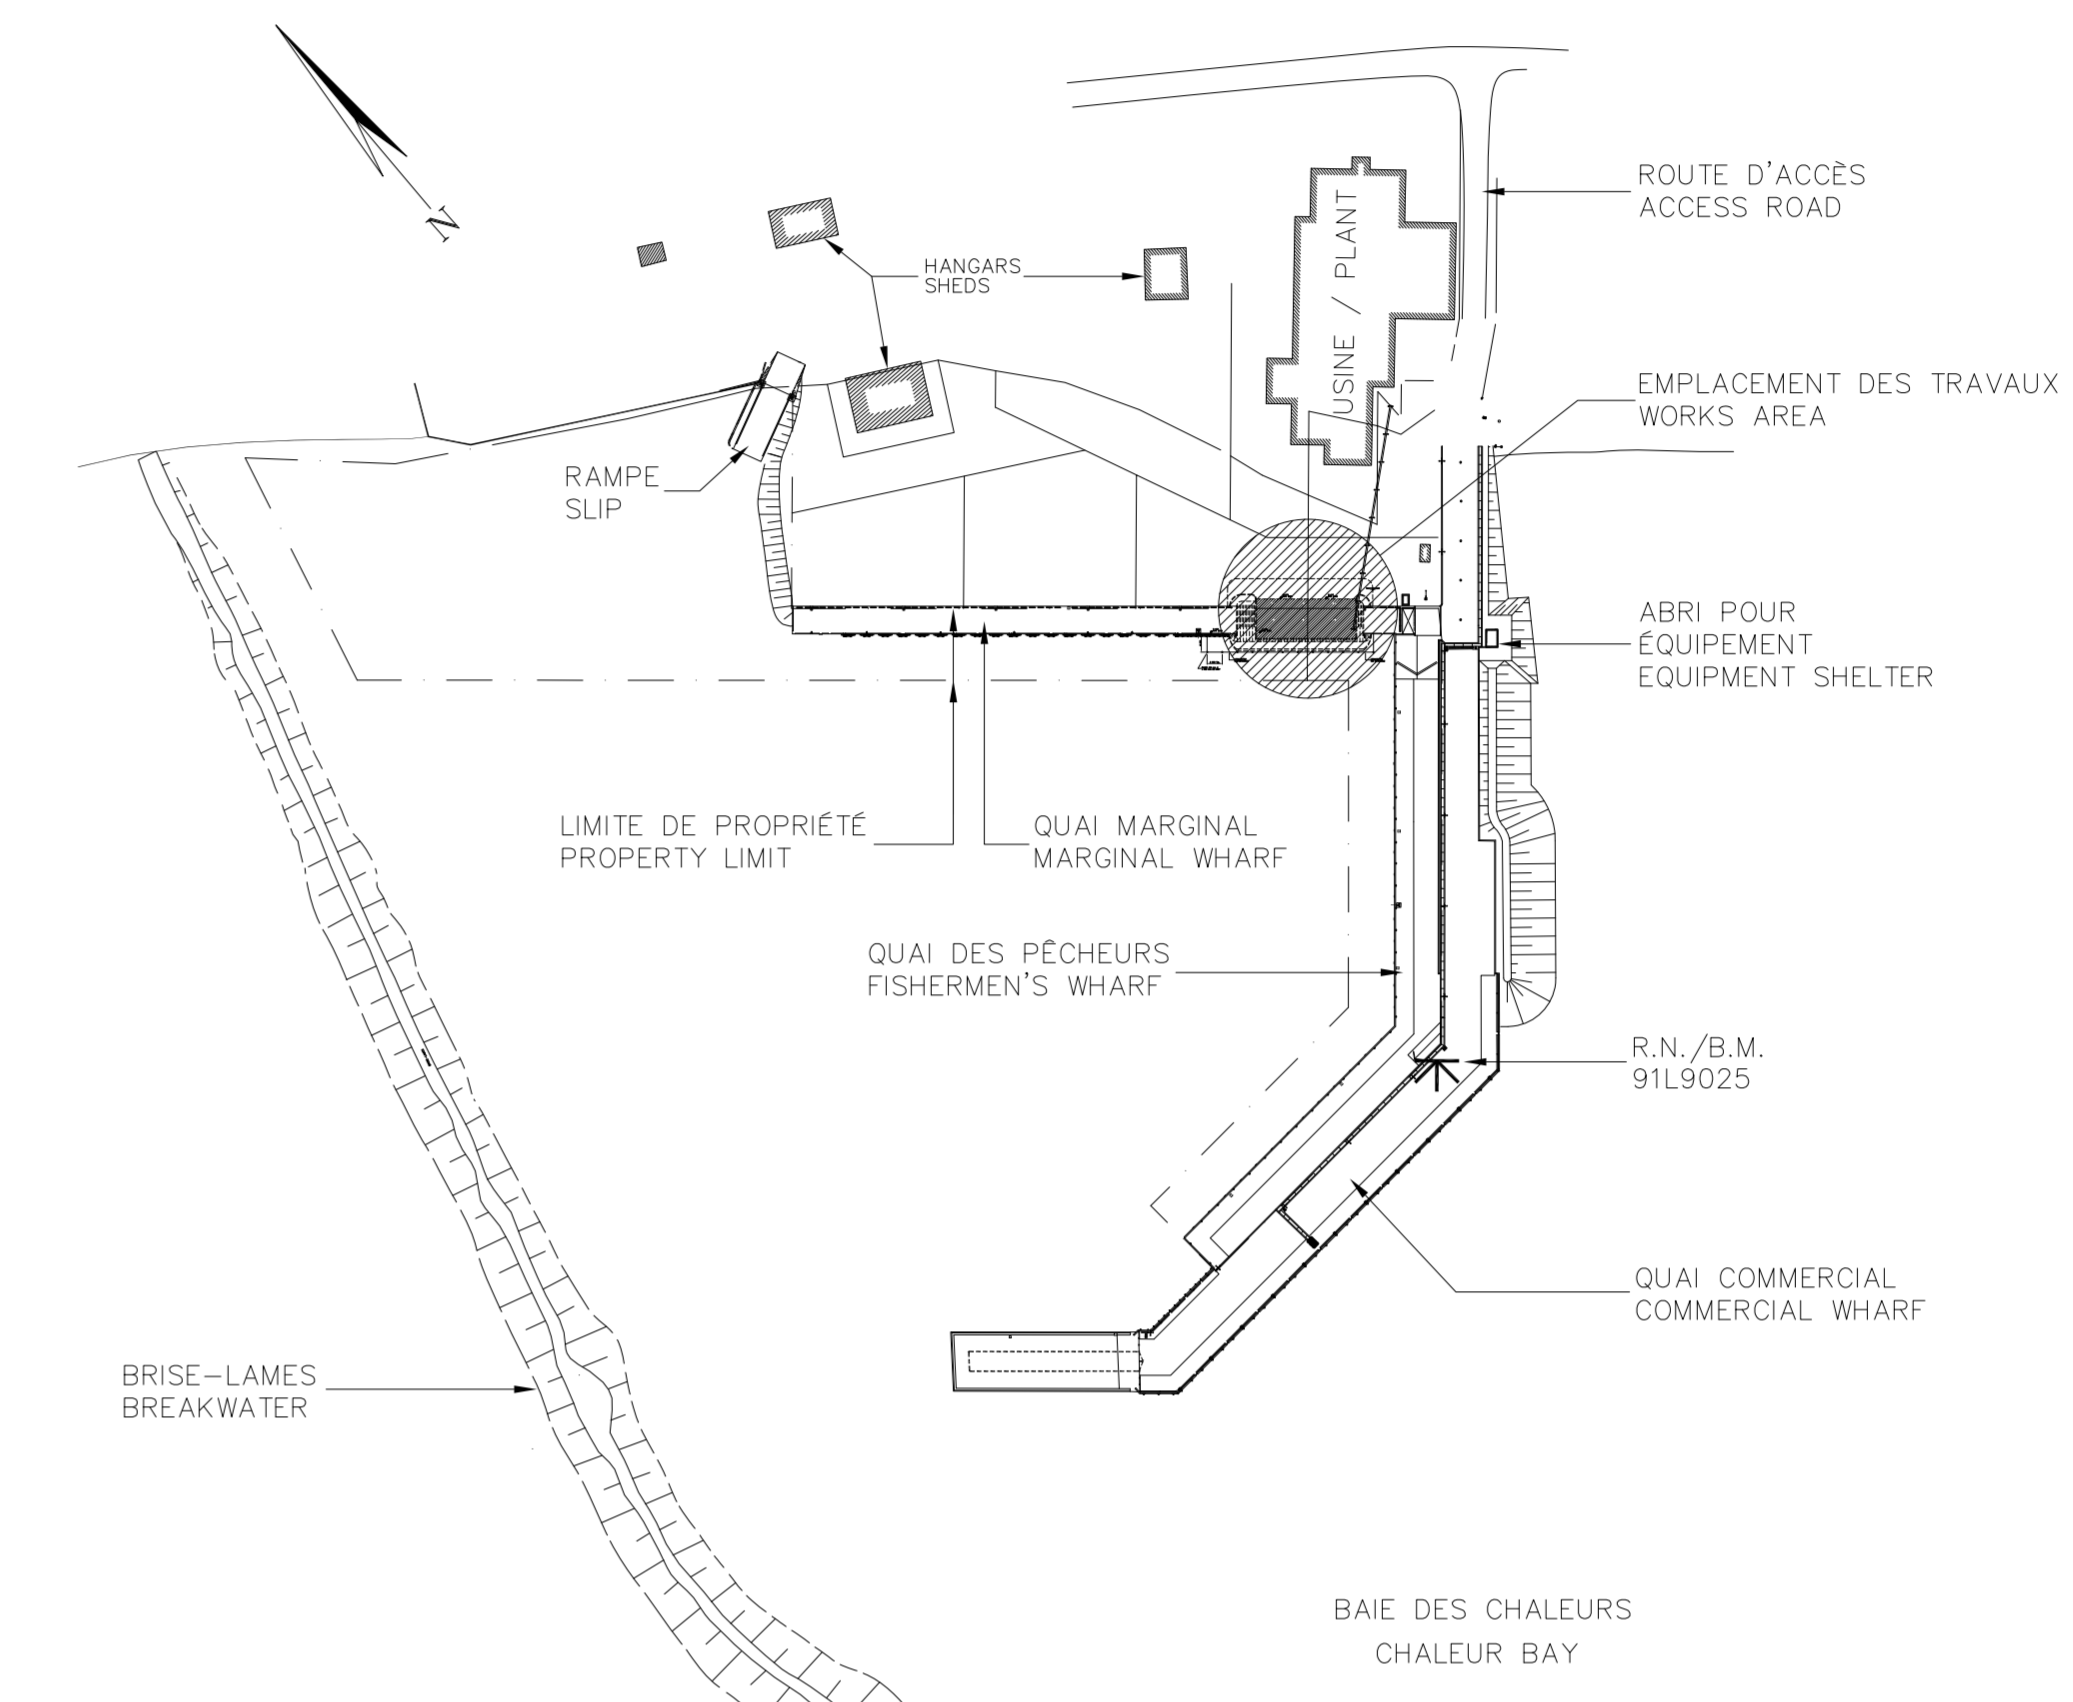 N
ROUTE D'ACCÈS
ACCESS ROAD
USINE / PLANT
HANGARS
SHEDS
EMPLACEMENT DES TRAVAUX
WORKS AREA
RAMPE
SLIP
ABRI POUR
ÉQUIPEMENT
EQUIPMENT SHELTER
LIMITE DE PROPRIÉTÉ
PROPERTY LIMIT
QUAI MARGINAL
MARGINAL WHARF
QUAI DES PÊCHEURS
FISHERMEN'S WHARF
R.N./B.M.
91L9025
QUAI COMMERCIAL
COMMERCIAL WHARF
BRISE-LAMES
BREAKWATER
BAIE DES CHALEURS
CHALEUR BAY